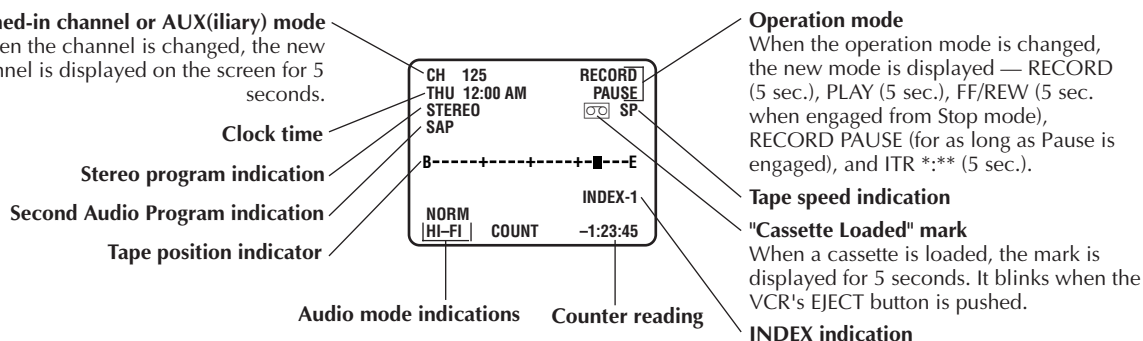 ned-in channel or AUX(iliary) mode
en the channel is changed, the new
nnel is displayed on the screen for 5
seconds.
Clock time
Stereo program indication
Second Audio Program indication
Tape position indicator
CH 125 RECORD
THU 12:00 AM PAUSE
STEREO SP
SAP
B-----+----+----+-■---E
INDEX-1
NORM
HI–FI COUNT –1:23:45
Audio mode indications Counter reading
Operation mode
When the operation mode is changed,
the new mode is displayed — RECORD
(5 sec.), PLAY (5 sec.), FF/REW (5 sec.
when engaged from Stop mode),
RECORD PAUSE (for as long as Pause is
engaged), and ITR *:** (5 sec.).
Tape speed indication
"Cassette Loaded" mark
When a cassette is loaded, the mark is
displayed for 5 seconds. It blinks when the
VCR's EJECT button is pushed.
INDEX indication